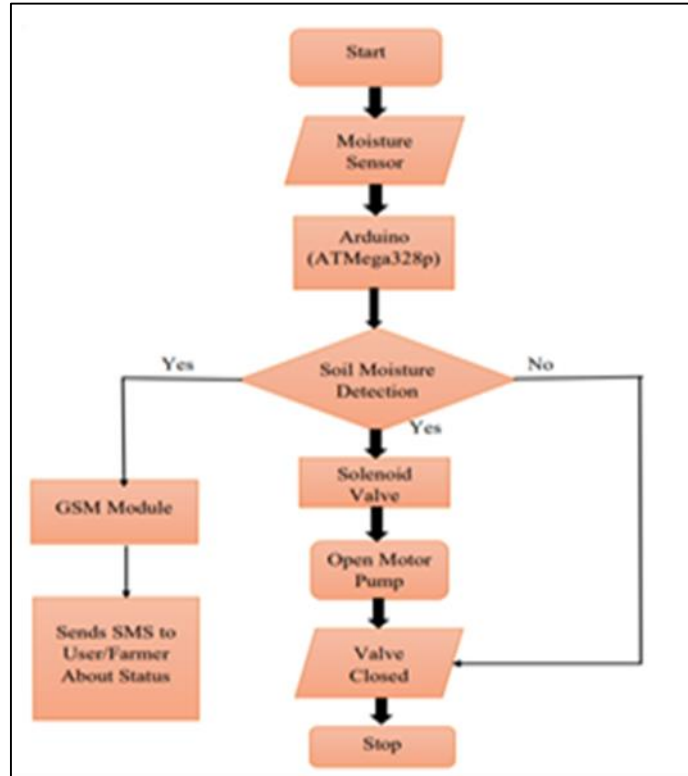 Start
Moisture
Sensor
Arduino
(ATMega328p)
Yes
No
Soil Moisture
Detection
Yes
Solenoid
Valve
GSM Module
Open Motor
Pump
Sends SMS to
User/Farmer
About Status
Valve
Closed
Stop